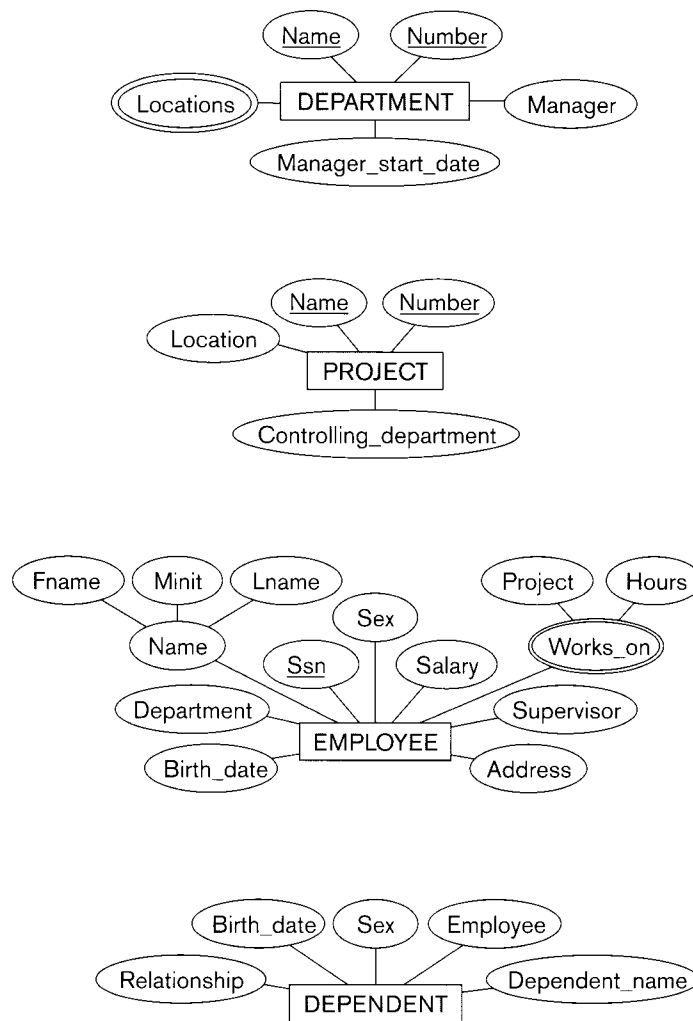 Name Number
Locations DEPARTMENT Manager
Manager_start_date
Name Number
Location
PROJECT
Controlling_department
Fname Minit Lname Project Hours
Sex
Name Works_on
Ssn Salary
Department Supervisor
EMPLOYEE
Birth_date Address
Birth_date Sex Employee
Relationship Dependent_name
DEPENDENT